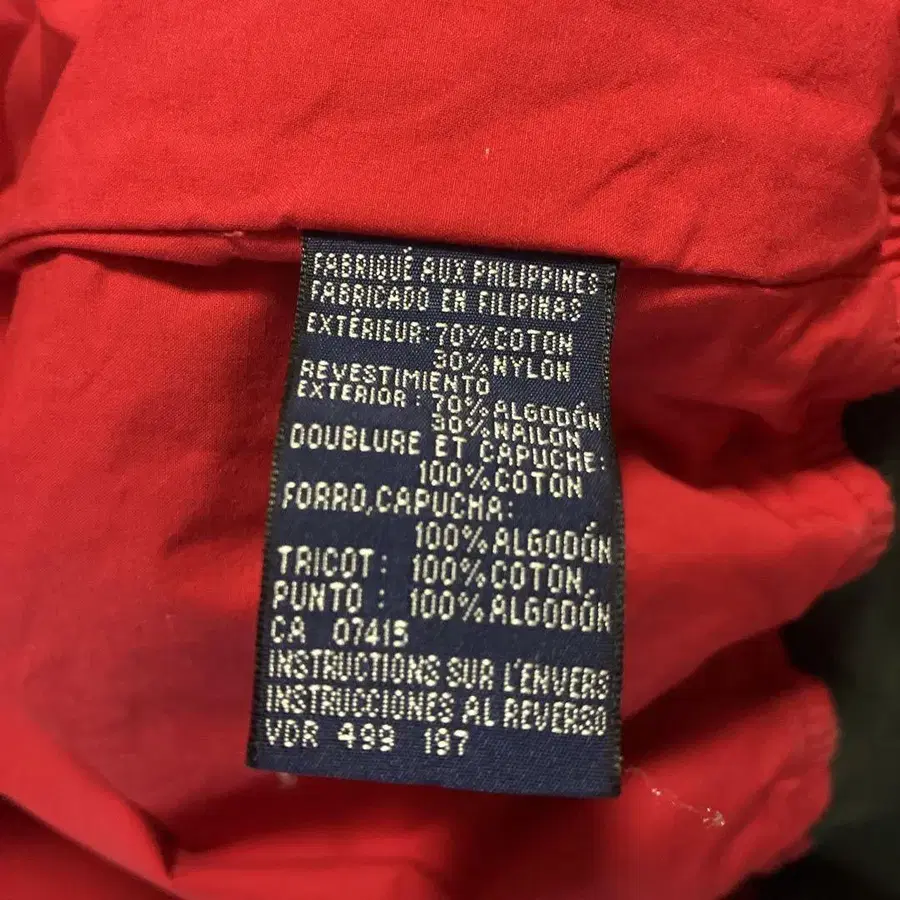 FABRIQUÉ AUX PHILIPPINES
FABRICADO EN FILIPINAS
EXTÉRIEUR: 70% COTON
30% NYLON
REVESTIMIENTO
EXTERIOR: 70% ALGODÓN
30% NAILON
DOUBLURE ET CAPUCHE:
100% COTON
FORRO, CAPUCHA:
100% ALGODÓN
TRICOT: 100% COTON
PUNTO: 100% ALGODÓN
CA 07415
INSTRUCTIONS SUR L'ENVERS
INSTRUCCIONES AL REVERSO
VDR 499 197